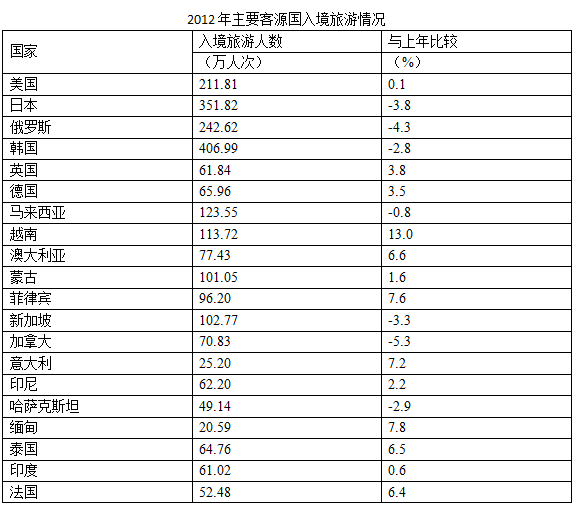 2012年主要客源国入境旅游情况
国家 入境旅游人数 与上年比较
（万人次） （%）
美国 211.81 0.1
日本 351.82 -3.8
俄罗斯 242.62 -4.3
韩国 406.99 -2.8
英国 61.84 3.8
德国 65.96 3.5
马来西亚 123.55 -0.8
越南 113.72 13.0
澳大利亚 77.43 6.6
蒙古 101.05 1.6
菲律宾 96.20 7.6
新加坡 102.77 -3.3
加拿大 70.83 -5.3
意大利 25.20 7.2
印尼 62.20 2.2
哈萨克斯坦 49.14 -2.9
缅甸 20.59 7.8
泰国 64.76 6.5
印度 61.02 0.6
法国 52.48 6.4